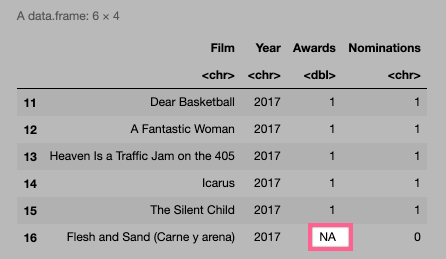 A data.frame: 6 × 4
Film Year Awards Nominations
<chr> <chr> <dbl> <chr>
11 Dear Basketball 2017 1 1
12 A Fantastic Woman 2017 1 1
13 Heaven Is a Traffic Jam on the 405 2017 1 1
14 Icarus 2017 1 1
15 The Silent Child 2017 1 1
16 Flesh and Sand (Carne y arena) 2017 NA 0